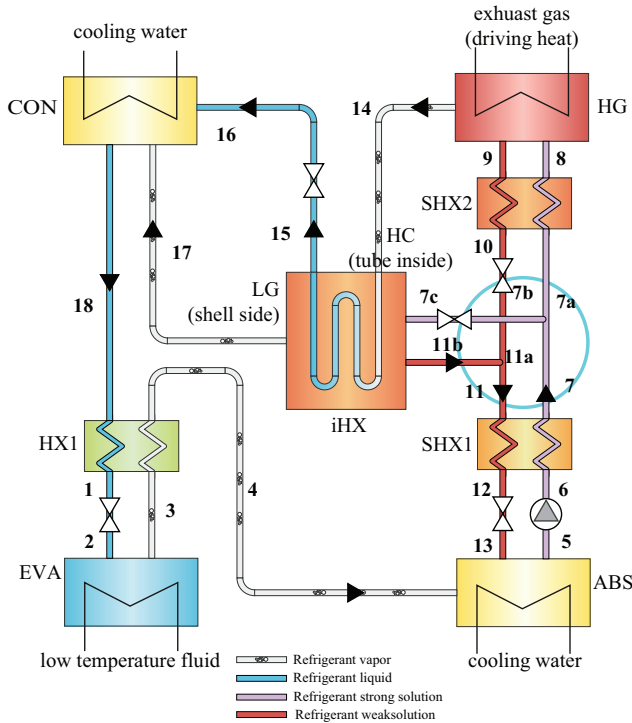 cooling water
exhuast gas
(driving heat)
CON
HG
16
14
9
8
SHX2
10
17
15
HC
(tube inside)
LG
(shell side)
18
7c
7b
7a
11b
11a
11
7
iHX
HX1
SHX1
1
3
4
12
6
2
13
5
EVA
ABS
low temperature fluid
cooling water
Refrigerant vapor
Refrigerant liquid
Refrigerant strong solution
Refrigerant weaksolution